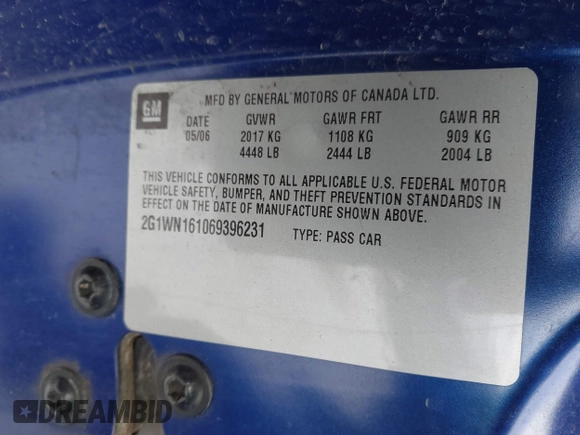 GM
MFD BY GENERAL MOTORS OF CANADA LTD.
DATE GVWR GAWR FRT GAWR RR
05/06 2017 KG 1108 KG 909 KG
4448 LB 2444 LB 2004 LB
THIS VEHICLE CONFORMS TO ALL APPLICABLE U.S. FEDERAL MOTOR
VEHICLE SAFETY, BUMPER, AND THEFT PREVENTION STANDARDS IN
EFFECT ON THE DATE OF MANUFACTURE SHOWN ABOVE.
2G1WN161069396231 TYPE: PASS CAR
DREAMBID